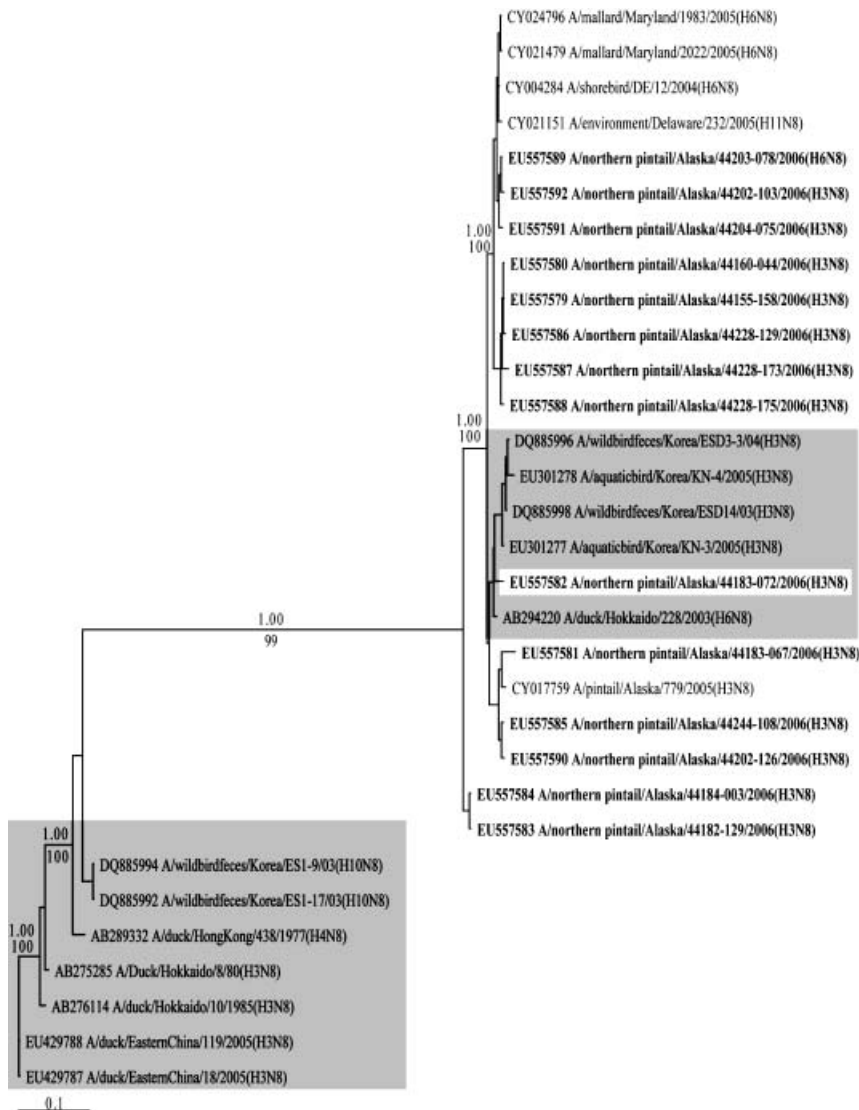 CY024796 A/mallard/Maryland/1983/2005(H6N8)
CY021479 A/mallard/Maryland/2022/2005(H6N8)
CY004284 A/shorebird/DE/12/2004(H6N8)
CY021151 A/environment/Delaware/232/2005(H11N8)
EU557589 A/northern pintail/Alaska/44203-078/2006(H6N8)
EU557592 A/northern pintail/Alaska/44202-103/2006(H3N8)
EU557591 A/northern pintail/Alaska/44204-075/2006(H3N8)
1.00
100
EU557580 A/northern pintail/Alaska/44160-044/2006(H3N8)
EU557579 A/northern pintail/Alaska/44155-158/2006(H3N8)
EU557586 A/northern pintail/Alaska/44228-129/2006(H3N8)
EU557587 A/northern pintail/Alaska/44228-173/2006(H3N8)
EU557588 A/northern pintail/Alaska/44228-175/2006(H3N8)
1.00
100
DQ885996 A/wildbirdfeces/Korea/ESD3-3/04(H3N8)
EU301278 A/aquaticbird/Korea/KN-4/2005(H3N8)
DQ885998 A/wildbirdfeces/Korea/ESD14/03(H3N8)
EU301277 A/aquaticbird/Korea/KN-3/2005(H3N8)
EU557582 A/northern pintail/Alaska/44183-072/2006(H3N8)
AB294220 A/duck/Hokkaido/228/2003(H6N8)
1.00
99
EU557581 A/northern pintail/Alaska/44183-067/2006(H3N8)
CY017759 A/pintail/Alaska/779/2005(H3N8)
EU557585 A/northern pintail/Alaska/44244-108/2006(H3N8)
EU557590 A/northern pintail/Alaska/44202-126/2006(H3N8)
EU557584 A/northern pintail/Alaska/44184-003/2006(H3N8)
EU557583 A/northern pintail/Alaska/44182-129/2006(H3N8)
1.00
100
DQ885994 A/wildbirdfeces/Korea/ES1-9/03(H10N8)
DQ885992 A/wildbirdfeces/Korea/ES1-17/03(H10N8)
AB289332 A/duck/HongKong/438/1977(H4N8)
1.00
100
AB275285 A/Duck/Hokkaido/8/80(H3N8)
AB276114 A/duck/Hokkaido/10/1985(H3N8)
EU429788 A/duck/EasternChina/119/2005(H3N8)
EU429787 A/duck/EasternChina/18/2005(H3N8)
0.1